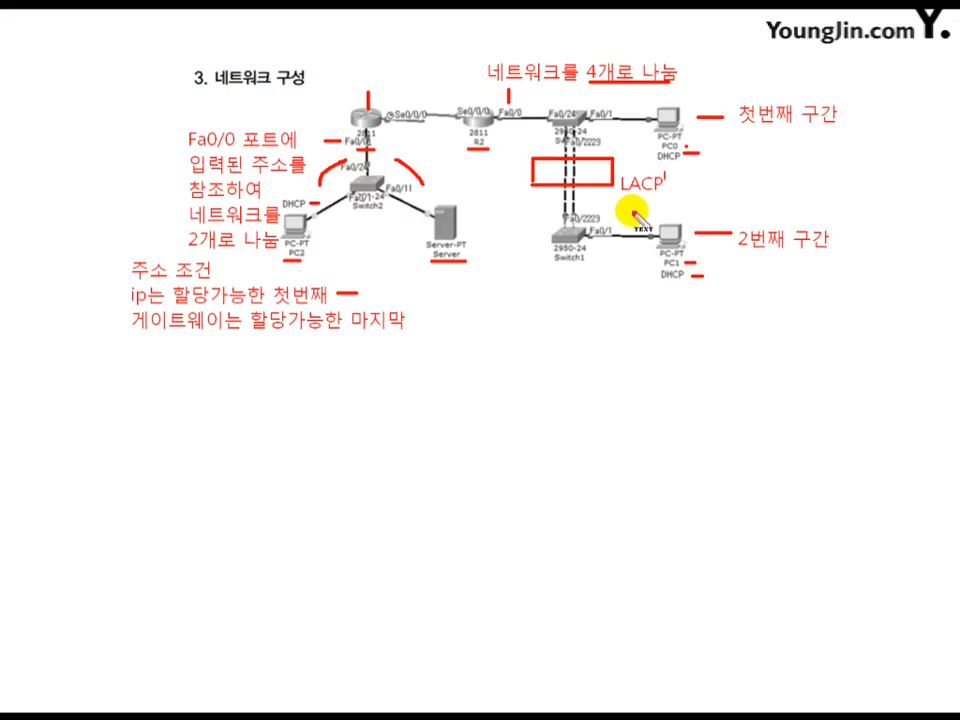 YoungJin.com Y.
3. 네트워크 구성
네트워크를 4개로 나눔
Se0/0/0
Se0/0/0
Fa0/0
Fa0/24
Fa0/1
첫번째 구간
2811
2811
R2
PC-PT
PC0
DHCP
Fa0/0 포트에
입력된 주소를
참조하여
네트워크를
2개로 나눔
Fa0/11
Switch2
DHCP
PC-PT
PC2
Server-PT
Server
LACP
Fa0/2223
Fa0/1
2950-24
Switch1
TEXT
PC-PT
PC1
DHCP
2번째 구간
주소 조건
ip는 할당가능한 첫번째
게이트웨이는 할당가능한 마지막